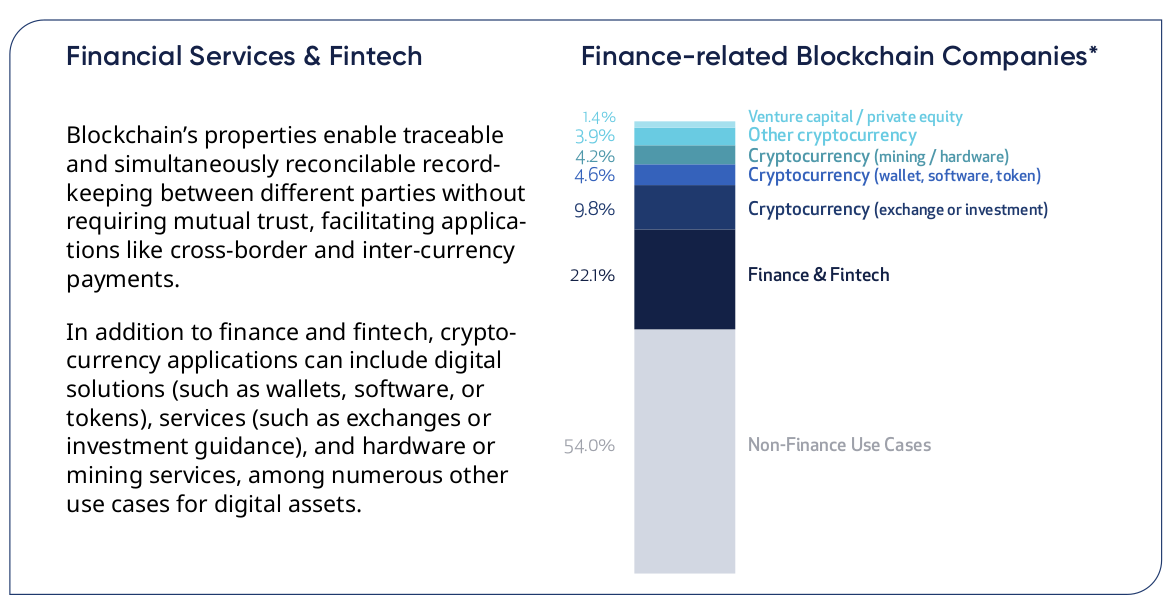 Financial Services & Fintech
Blockchain’s properties enable traceable
and simultaneously reconcilable record-
keeping between different parties without
requiring mutual trust, facilitating applica-
tions like cross-border and inter-currency
payments.
In addition to finance and fintech, crypto-
currency applications can include digital
solutions (such as wallets, software, or
tokens), services (such as exchanges or
investment guidance), and hardware or
mining services, among numerous other
use cases for digital assets.
Finance-related Blockchain Companies*
1.4% Venture capital / private equity
3.9% Other cryptocurrency
4.2% Cryptocurrency (mining / hardware)
4.6% Cryptocurrency (wallet, software, token)
9.8% Cryptocurrency (exchange or investment)
22.1% Finance & Fintech
54.0% Non-Finance Use Cases